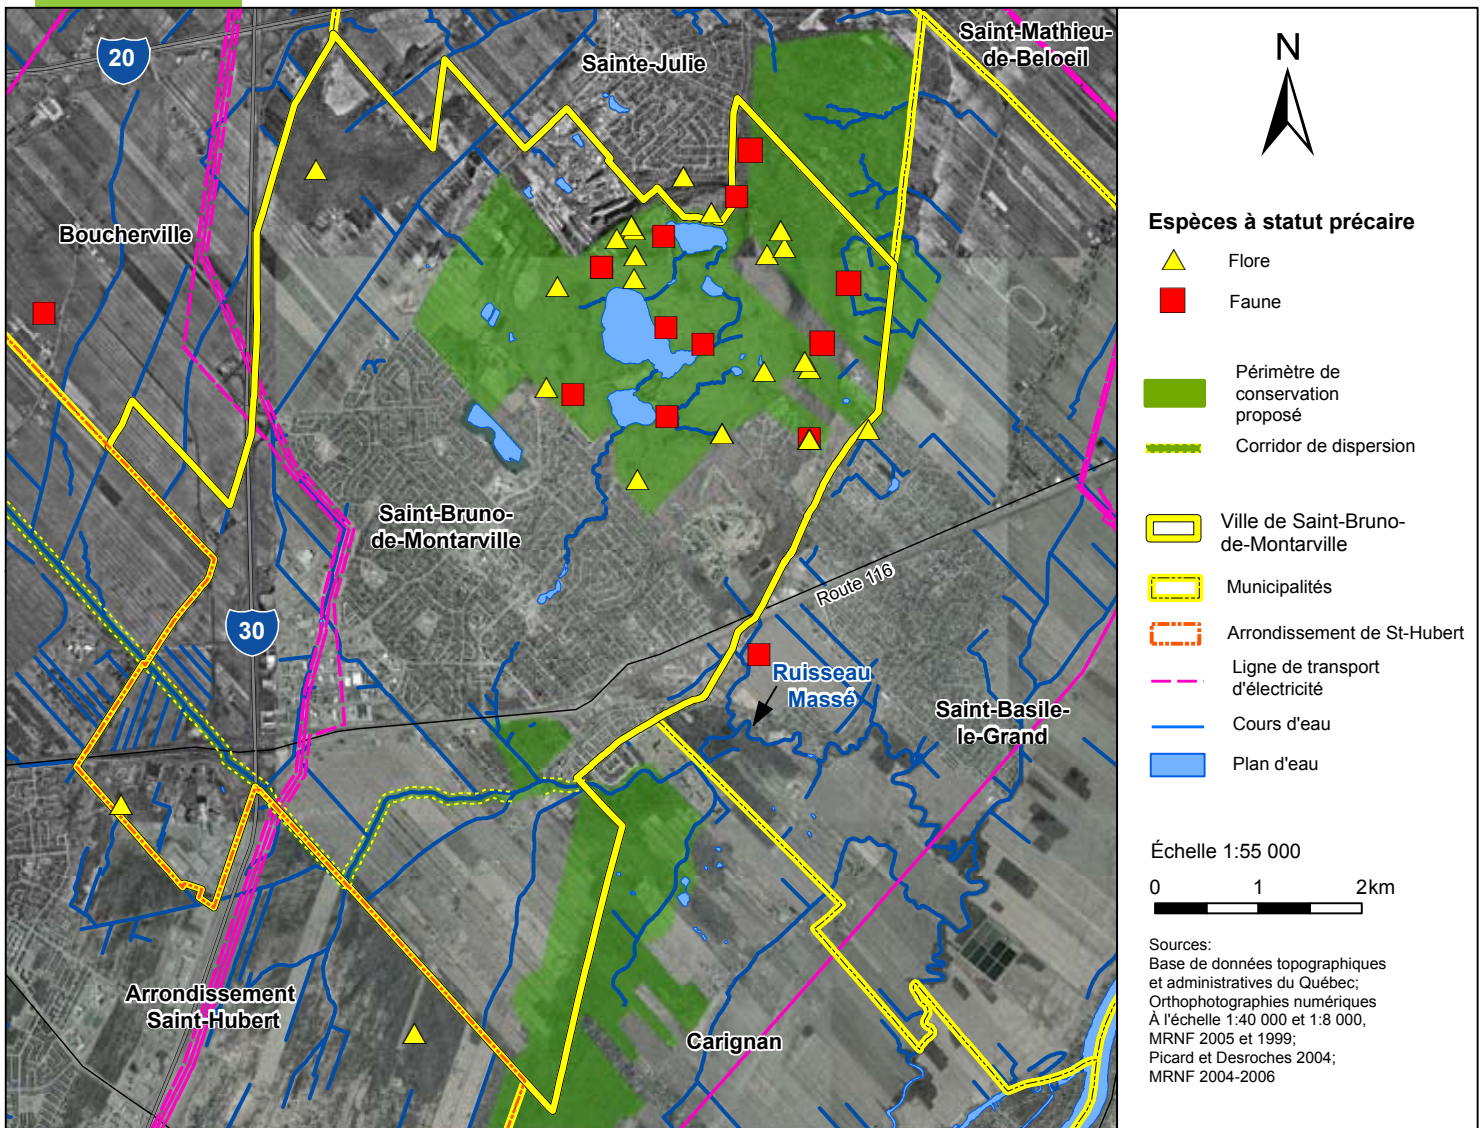 20
Sainte-Julie
Saint-Mathieu-
de-Beloeil
Boucherville
Saint-Bruno-
de-Montarville
Route 116
30
Ruisseau
Massé
Saint-Basile-
le-Grand
Arrondissement
Saint-Hubert
Carignan
N
Espèces à statut précaire
Flore
Faune
Périmètre de
conservation
proposé
Corridor de dispersion
Ville de Saint-Bruno-
de-Montarville
Municipalités
Arrondissement de St-Hubert
Ligne de transport
d'électricité
Cours d'eau
Plan d'eau
Échelle 1:55 000
0 1 2km
Sources:
Base de données topographiques
et administratives du Québec;
Orthophotographies numériques
À l'échelle 1:40 000 et 1:8 000,
MRNF 2005 et 1999;
Picard et Desroches 2004;
MRNF 2004-2006